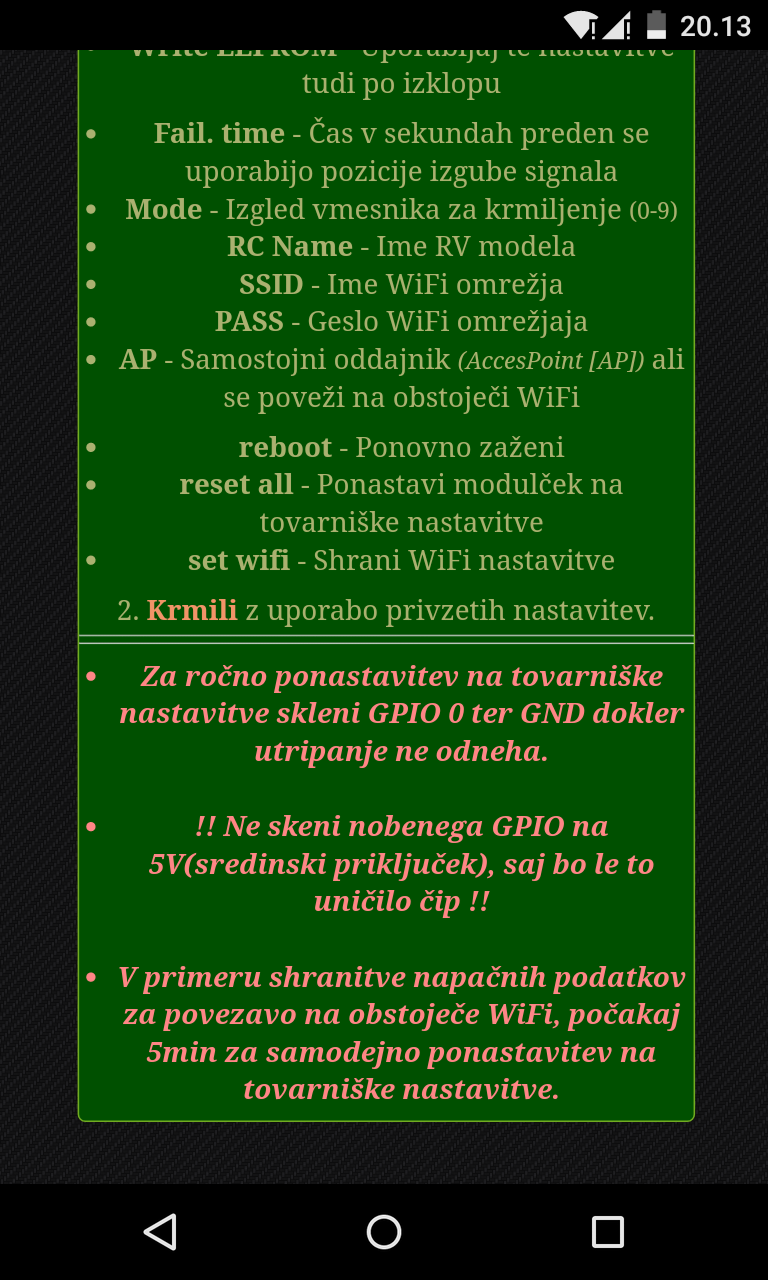 20.13
Write EEPROM - Uporabljaj te nastavitve
tudi po izklopu
Fail. time - Čas v sekundah preden se
uporabijo pozicije izgube signala
Mode - Izgled vmesnika za krmiljenje (0-9)
RC Name - Ime RV modela
SSID - Ime WiFi omrežja
PASS - Geslo WiFi omrežjaja
AP - Samostojni oddajnik (AccesPoint [AP]) ali
se poveži na obstoječi WiFi
reboot - Ponovno zaženi
reset all - Ponastavi modulček na
tovarniške nastavitve
set wifi - Shrani WiFi nastavitve
2. Krmili z uporabo privzetih nastavitev.
Za ročno ponastavitev na tovarniške
nastavitve skleni GPIO 0 ter GND dokler
utripanje ne odneha.
!! Ne skeni nobenega GPIO na
5V(sredinski priključek), saj bo le to
uničilo čip !!
V primeru shranitve napačnih podatkov
za povezavo na obstoječe WiFi, počakaj
5min za samodejno ponastavitev na
tovarniške nastavitve.